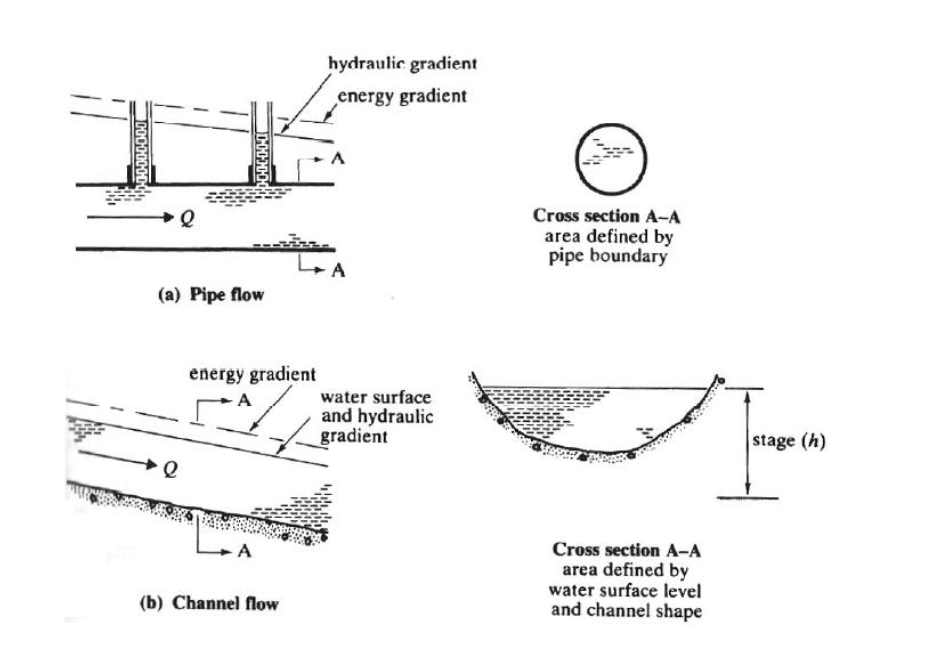 hydraulic gradient
energy gradient
A
Q
A
(a) Pipe flow
Cross section A–A
area defined by
pipe boundary
energy gradient
A
water surface
and hydraulic
gradient
Q
A
(b) Channel flow
stage (h)
Cross section A–A
area defined by
water surface level
and channel shape